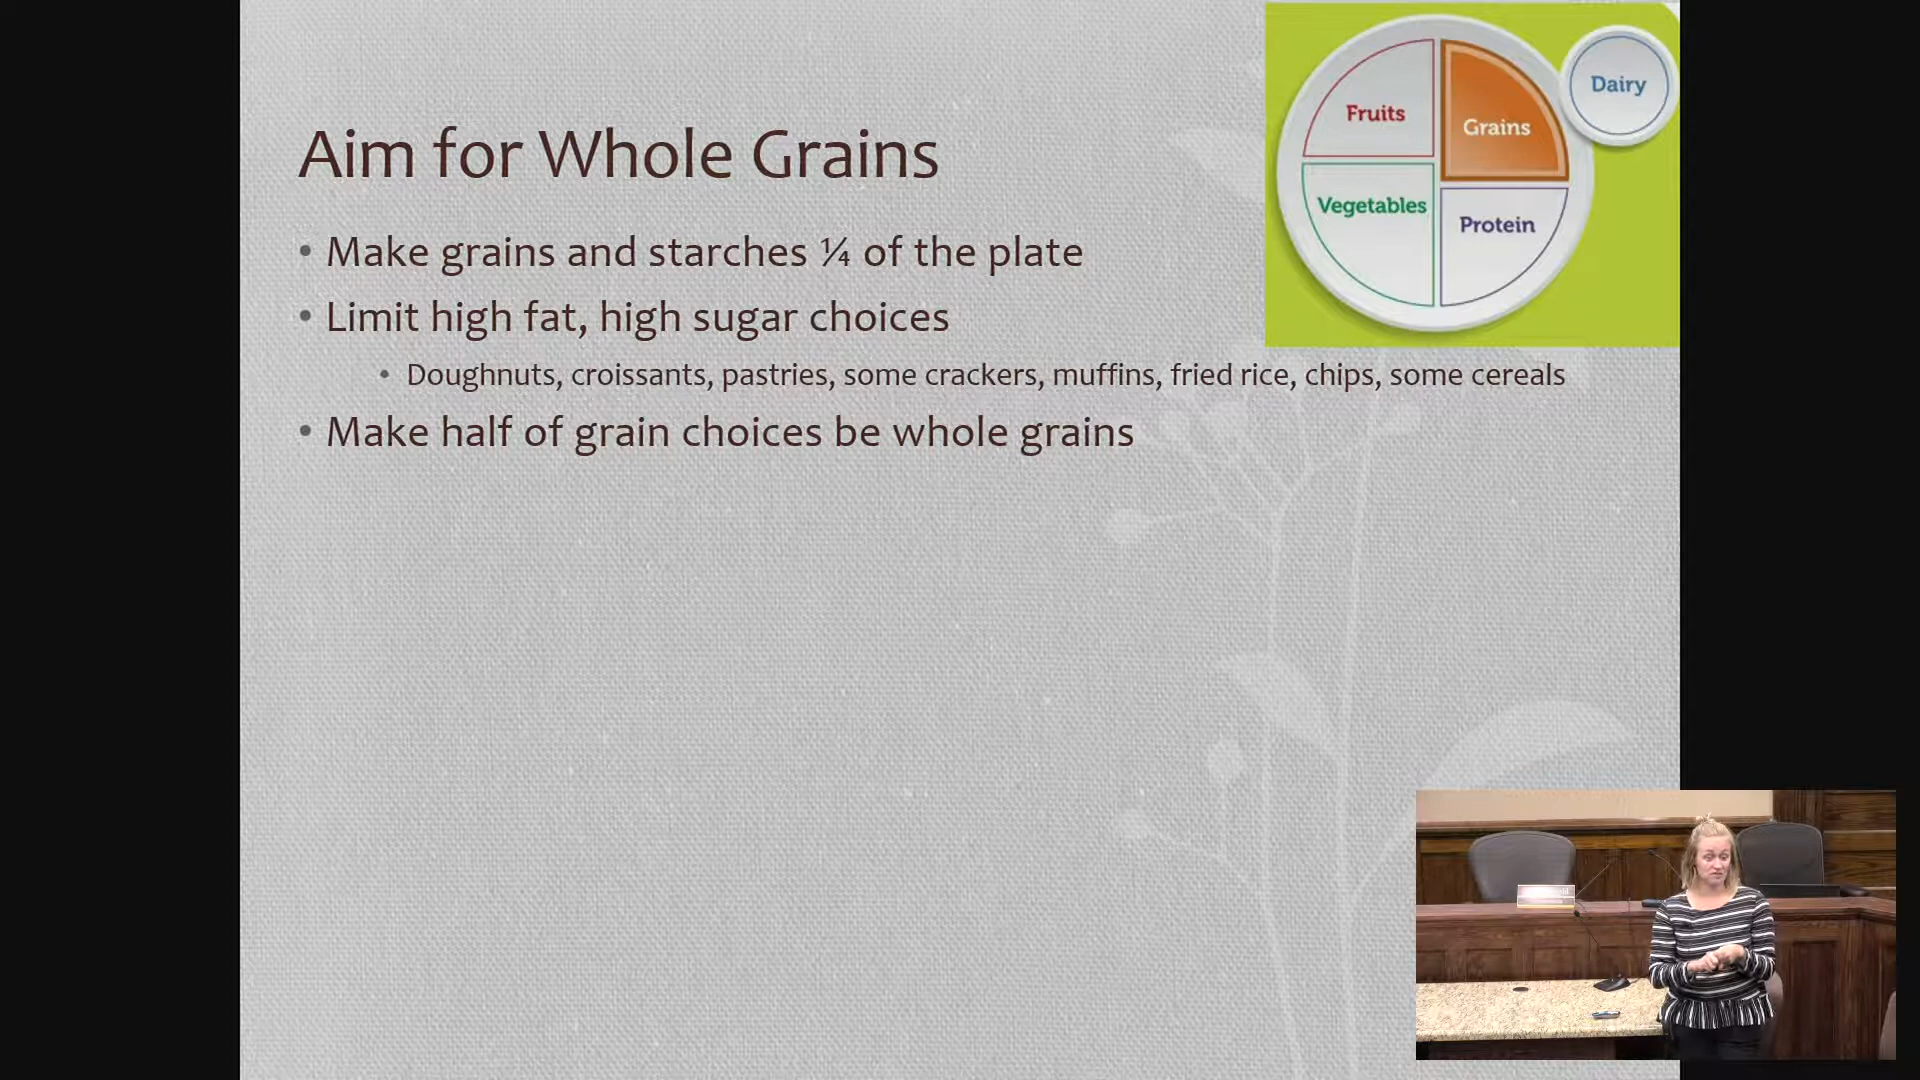 Aim for Whole Grains
• Make grains and starches ¼ of the plate
• Limit high fat, high sugar choices
• Doughnuts, croissants, pastries, some crackers, muffins, fried rice, chips, some cereals
• Make half of grain choices be whole grains
Fruits
Grains
Dairy
Vegetables
Protein